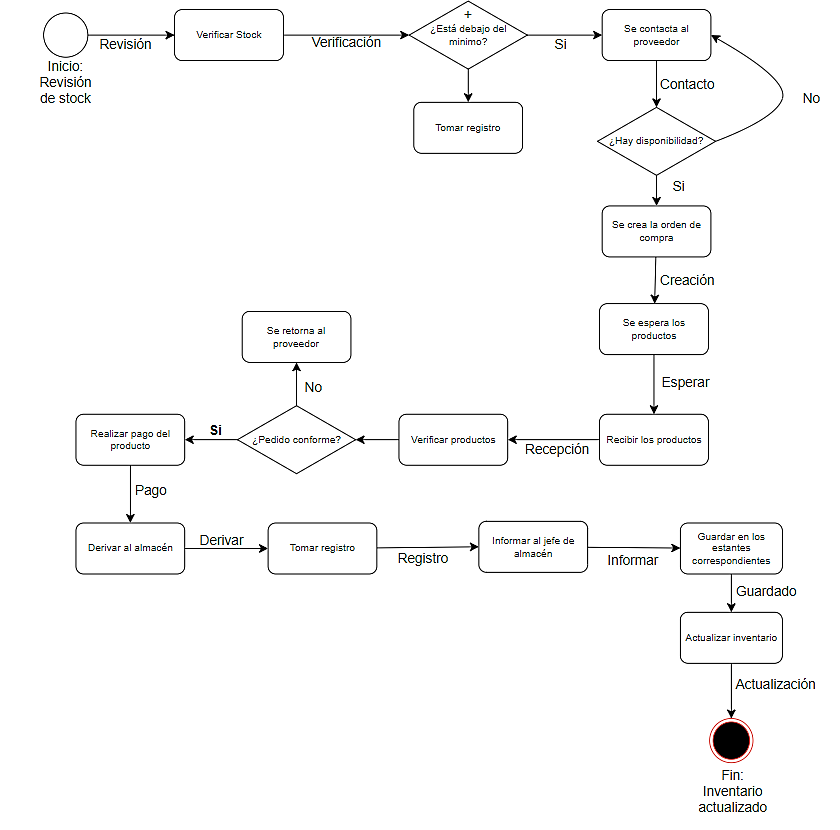 Inicio:
Revisión
de stock
Revisión
Verificar Stock
Verificación
+
¿Está debajo del
minimo?
Si
Se contacta al
proveedor
Tomar registro
Contacto
No
¿Hay disponibilidad?
Si
Se crea la orden de
compra
Creación
Se espera los
productos
Esperar
Recibir los productos
Recepción
Verificar productos
¿Pedido conforme?
No
Se retorna al
proveedor
Si
Realizar pago del
producto
Pago
Derivar al almacén
Derivar
Tomar registro
Registro
Informar al jefe de
almacén
Informar
Guardar en los
estantes
correspondientes
Guardado
Actualizar inventario
Actualización
Fin:
Inventario
actualizado